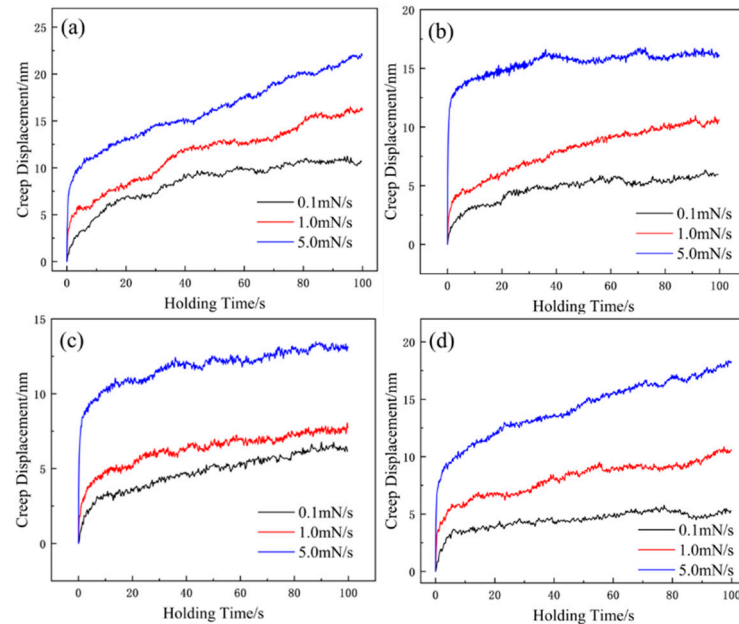 (a)
Creep Displacement/nm
25
20
15
10
5
0
0 20 40 60 80 100
Holding Time/s
0.1mN/s
1.0mN/s
5.0mN/s
(b)
Creep Displacement/nm
20
15
10
5
0
0 20 40 60 80 100
Holding Time/s
0.1mN/s
1.0mN/s
5.0mN/s
(c)
Creep Displacement/nm
15
10
5
0
0 20 40 60 80 100
Holding Time/s
0.1mN/s
1.0mN/s
5.0mN/s
(d)
Creep Displacement/nm
20
15
10
5
0
0 20 40 60 80 100
Holding Time/s
0.1mN/s
1.0mN/s
5.0mN/s